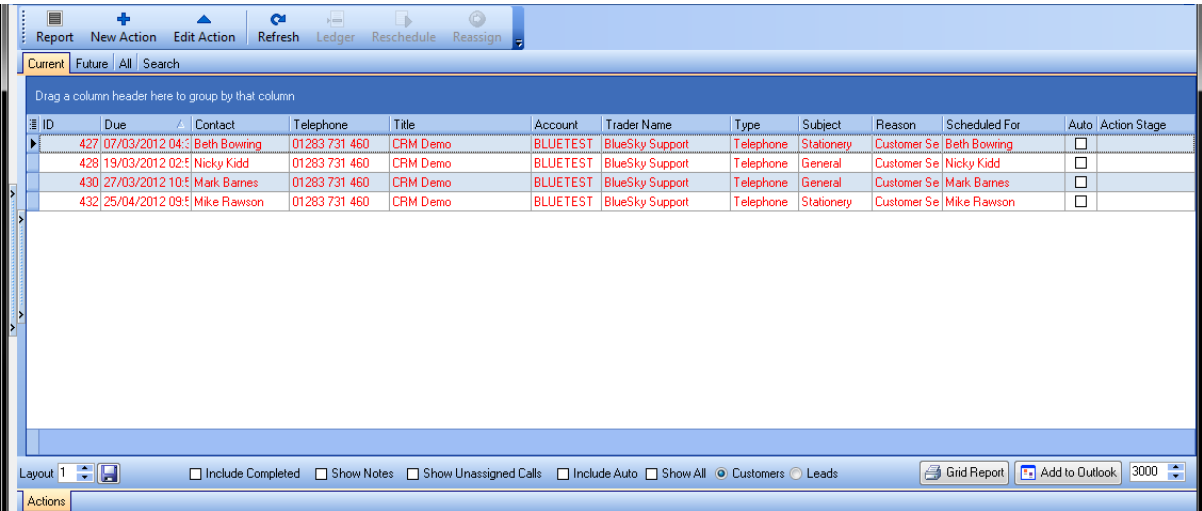 Report New Action Edit Action Refresh Ledger Reschedule Reassign
Current Future All Search
Drag a column header here to group by that column
ID Due Contact Telephone Title Account Trader Name Type Subject Reason Scheduled For Auto Action Stage
427 07/03/2012 04:3 Beth Bowring 01283 731 460 CRM Demo BLUETEST BlueSky Support Telephone Stationery Customer Se Beth Bowring
428 19/03/2012 02:5 Nicky Kidd 01283 731 460 CRM Demo BLUETEST BlueSky Support Telephone General Customer Se Nicky Kidd
430 27/03/2012 10:5 Mark Barnes 01283 731 460 CRM Demo BLUETEST BlueSky Support Telephone General Customer Se Mark Barnes
432 25/04/2012 09:5 Mike Rawson 01283 731 460 CRM Demo BLUETEST BlueSky Support Telephone Stationery Customer Se Mike Rawson
Layout 1 Include Completed Show Notes Show Unassigned Calls Include Auto Show All Customers Leads Grid Report Add to Outlook 3000
Actions